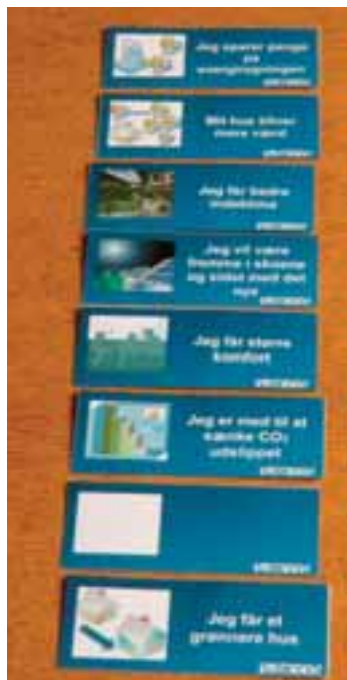 Jeg sparer penge
på
energiregningen
Mit hus bliver
mere værd
Jeg får bedre
indeklima
Jeg vil være
fremme i skoene
og sidst med det
nye
Jeg får større
komfort
Jeg er med til at
sænke CO₂
udslippet
Jeg får et
grønnere hus